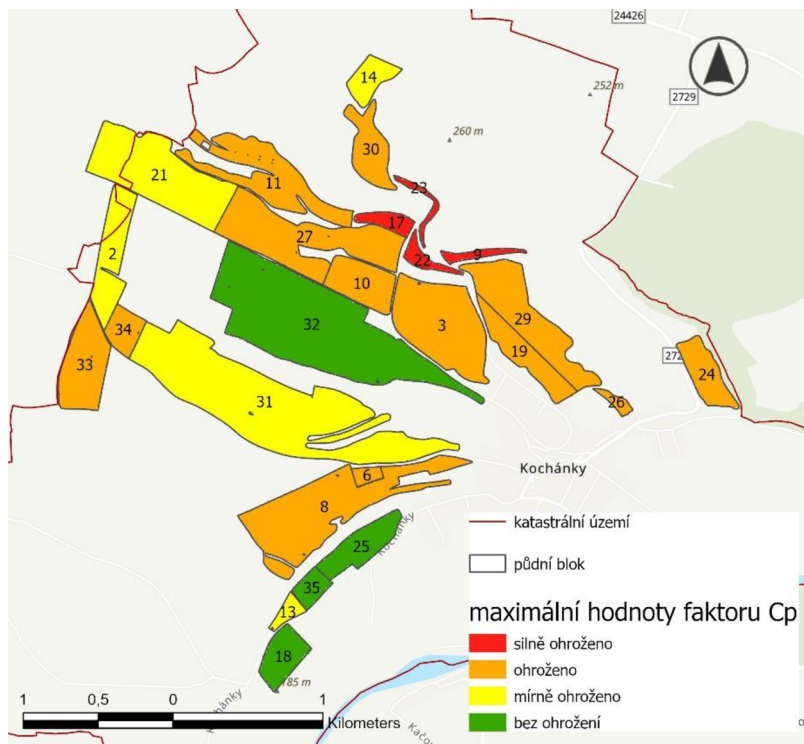 24426
252 m
2729
14
260 m
30
23
21
11
17
27
22
9
2
10
32
3
29
34
19
33
272
24
31
26
Kochánky
6
8
Kochánky
25
35
13
18
185 m
Kochánky
katastrální území
půdní blok
maximální hodnoty faktoru Cp
silně ohroženo
ohroženo
mírně ohroženo
bez ohrožení
1 0,5 0 1
Kilometers